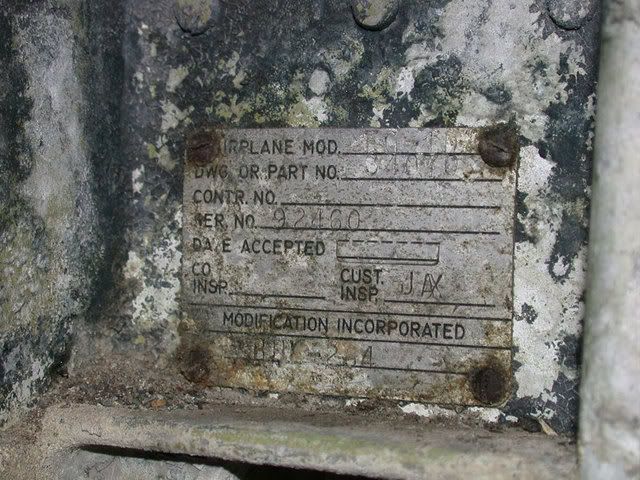 AIRPLANE MOD.
DWG. OR PART NO.
CONTR. NO.
SER. NO. 92460
DATE ACCEPTED
CO. INSP.
CUST. INSP. JAX
MODIFICATION INCORPORATED